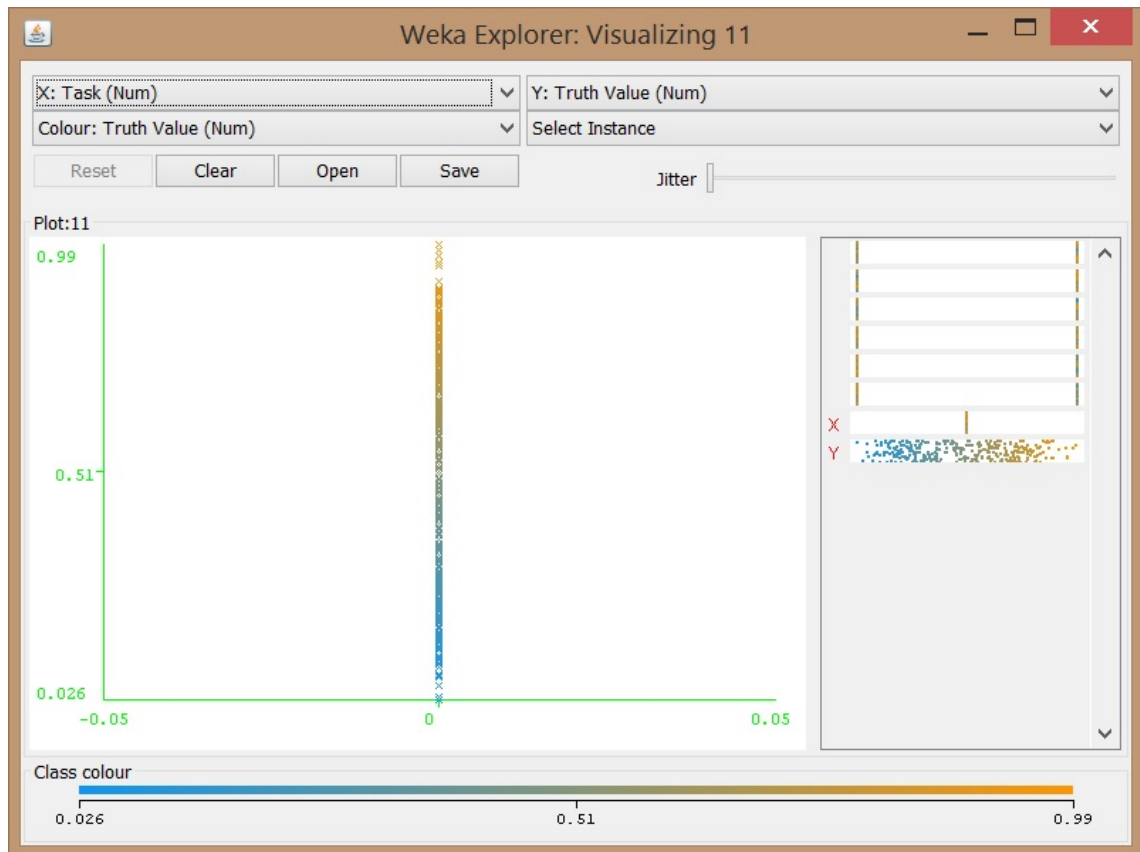 Weka Explorer: Visualizing 11
X: Task (Num)
Y: Truth Value (Num)
Colour: Truth Value (Num)
Select Instance
Reset
Clear
Open
Save
Jitter
Plot:11
0.99
0.51
0.026
-0.05
0
0.05
X
Y
Class colour
0.026
0.51
0.99